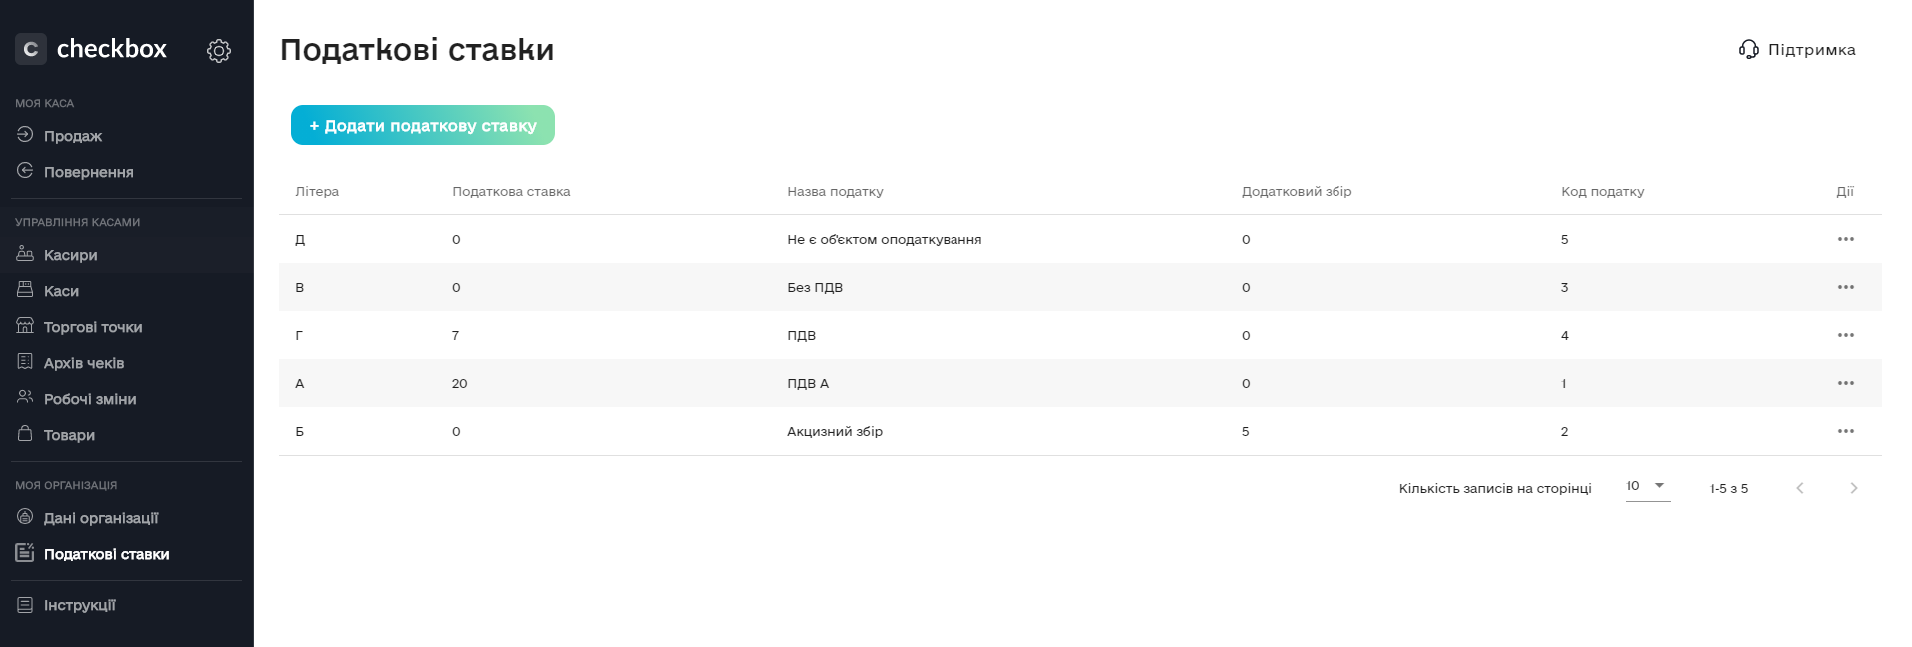 C checkbox
МОЯ КАСА
Продаж
Повернення
УПРАВЛІННЯ КАСАМИ
Касири
Каси
Торгові точки
Архів чеків
Робочі зміни
Товари
МОЯ ОРГАНІЗАЦІЯ
Дані організації
Податкові ставки
Інструкції
Податкові ставки
Підтримка
+ Додати податкову ставку
Літера Податкова ставка Назва податку Додатковий збір Код податку Дії
Д 0 Не є об'єктом оподаткування 0 5
В 0 Без ПДВ 0 3
Г 7 ПДВ 0 4
А 20 ПДВ А 0 1
Б 0 Акцизний збір 5 2
Кількість записів на сторінці 10 1-5 з 5